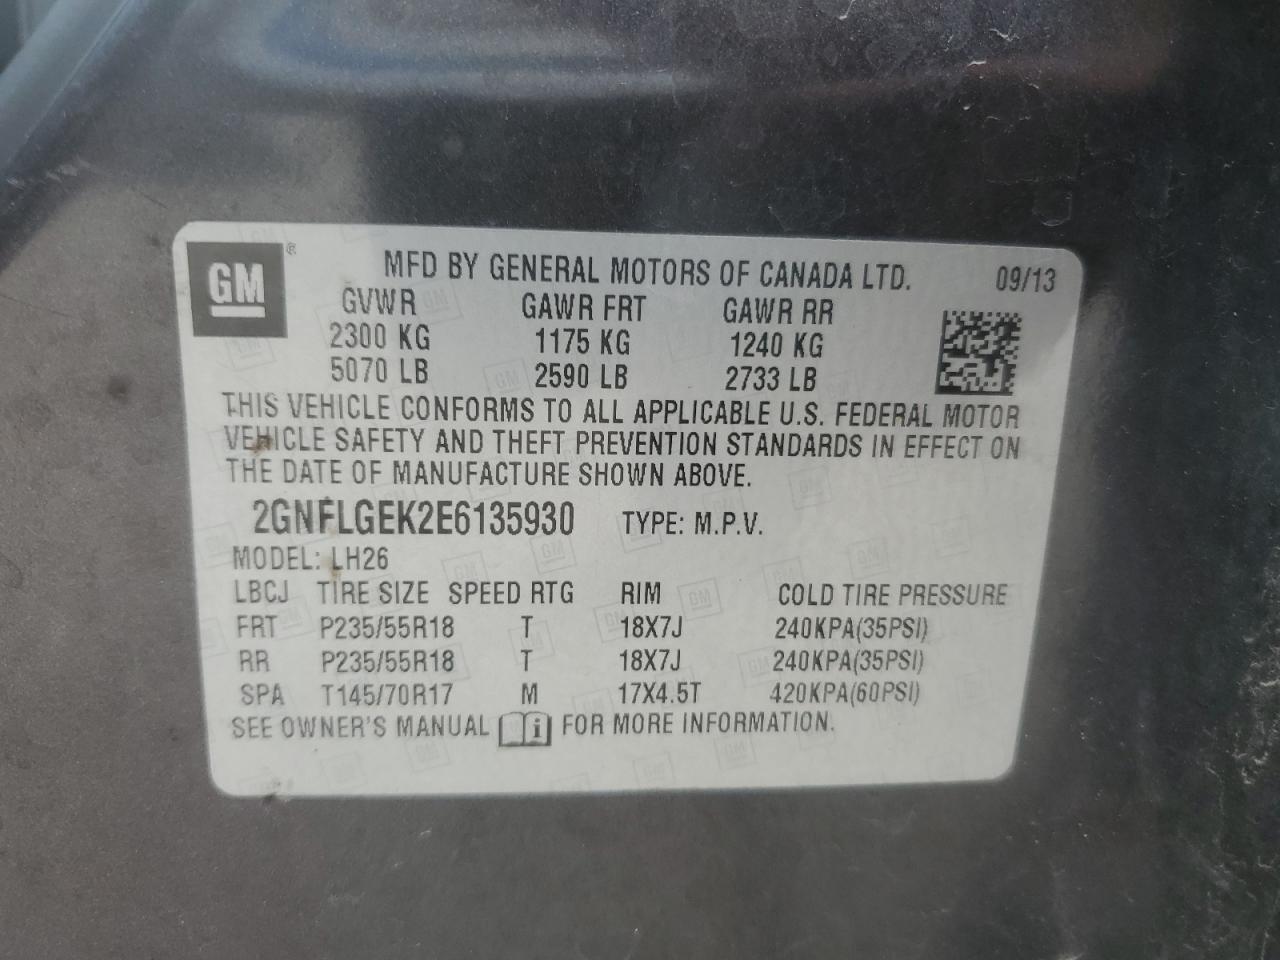 GM ® MFD BY GENERAL MOTORS OF CANADA LTD. 09/13
GVWR GAWR FRT GAWR RR
2300 KG 1175 KG 1240 KG
5070 LB 2590 LB 2733 LB
THIS VEHICLE CONFORMS TO ALL APPLICABLE U.S. FEDERAL MOTOR
VEHICLE SAFETY AND THEFT PREVENTION STANDARDS IN EFFECT ON
THE DATE OF MANUFACTURE SHOWN ABOVE.
2GNFLGEK2E6135930 TYPE: M.P.V.
MODEL: LH26
LBCJ TIRE SIZE SPEED RTG RIM COLD TIRE PRESSURE
FRT P235/55R18 T 18X7J 240KPA(35PSI)
RR P235/55R18 T 18X7J 240KPA(35PSI)
SPA T145/70R17 M 17X4.5T 420KPA(60PSI)
SEE OWNER'S MANUAL i FOR MORE INFORMATION.